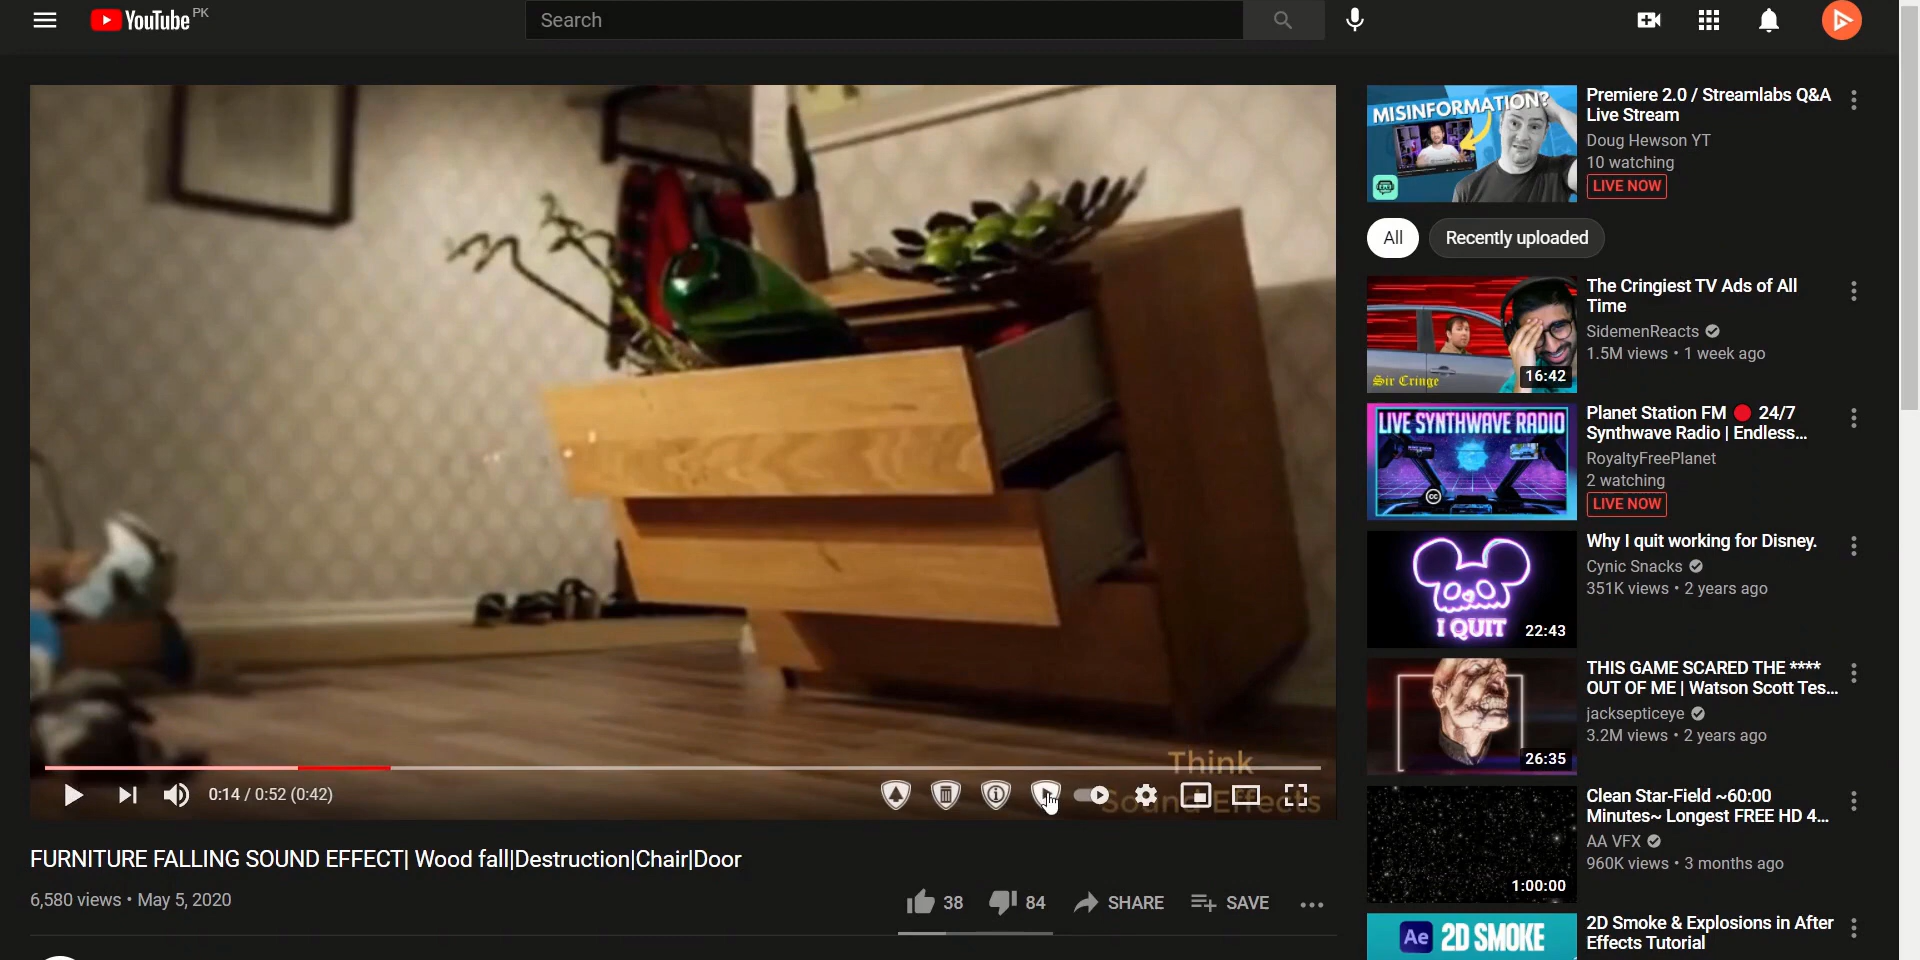 YouTube PK
Search
MISINFORMATION?
Premiere 2.0 / Streamlabs Q&A
Live Stream
Doug Hewson YT
10 watching
LIVE NOW
All
Recently uploaded
Sir Cringe
16:42
The Cringiest TV Ads of All
Time
SidemenReacts
1.5M views • 1 week ago
LIVE SYNTHWAVE RADIO
cc
Planet Station FM 🔴 24/7
Synthwave Radio | Endless...
RoyaltyFreePlanet
2 watching
LIVE NOW
I QUIT
22:43
Why I quit working for Disney.
Cynic Snacks
351K views • 2 years ago
26:35
THIS GAME SCARED THE ****
OUT OF ME | Watson Scott Tes...
jacksepticeye
3.2M views • 2 years ago
1:00:00
Clean Star-Field ~60:00
Minutes~ Longest FREE HD 4...
AA VFX
960K views • 3 months ago
Ae 2D SMOKE
2D Smoke & Explosions in After
Effects Tutorial
Think
Sound Effects
0:14 / 0:52 (0:42)
FURNITURE FALLING SOUND EFFECT| Wood fall|Destruction|Chair|Door
6,580 views • May 5, 2020
38
84
SHARE
SAVE